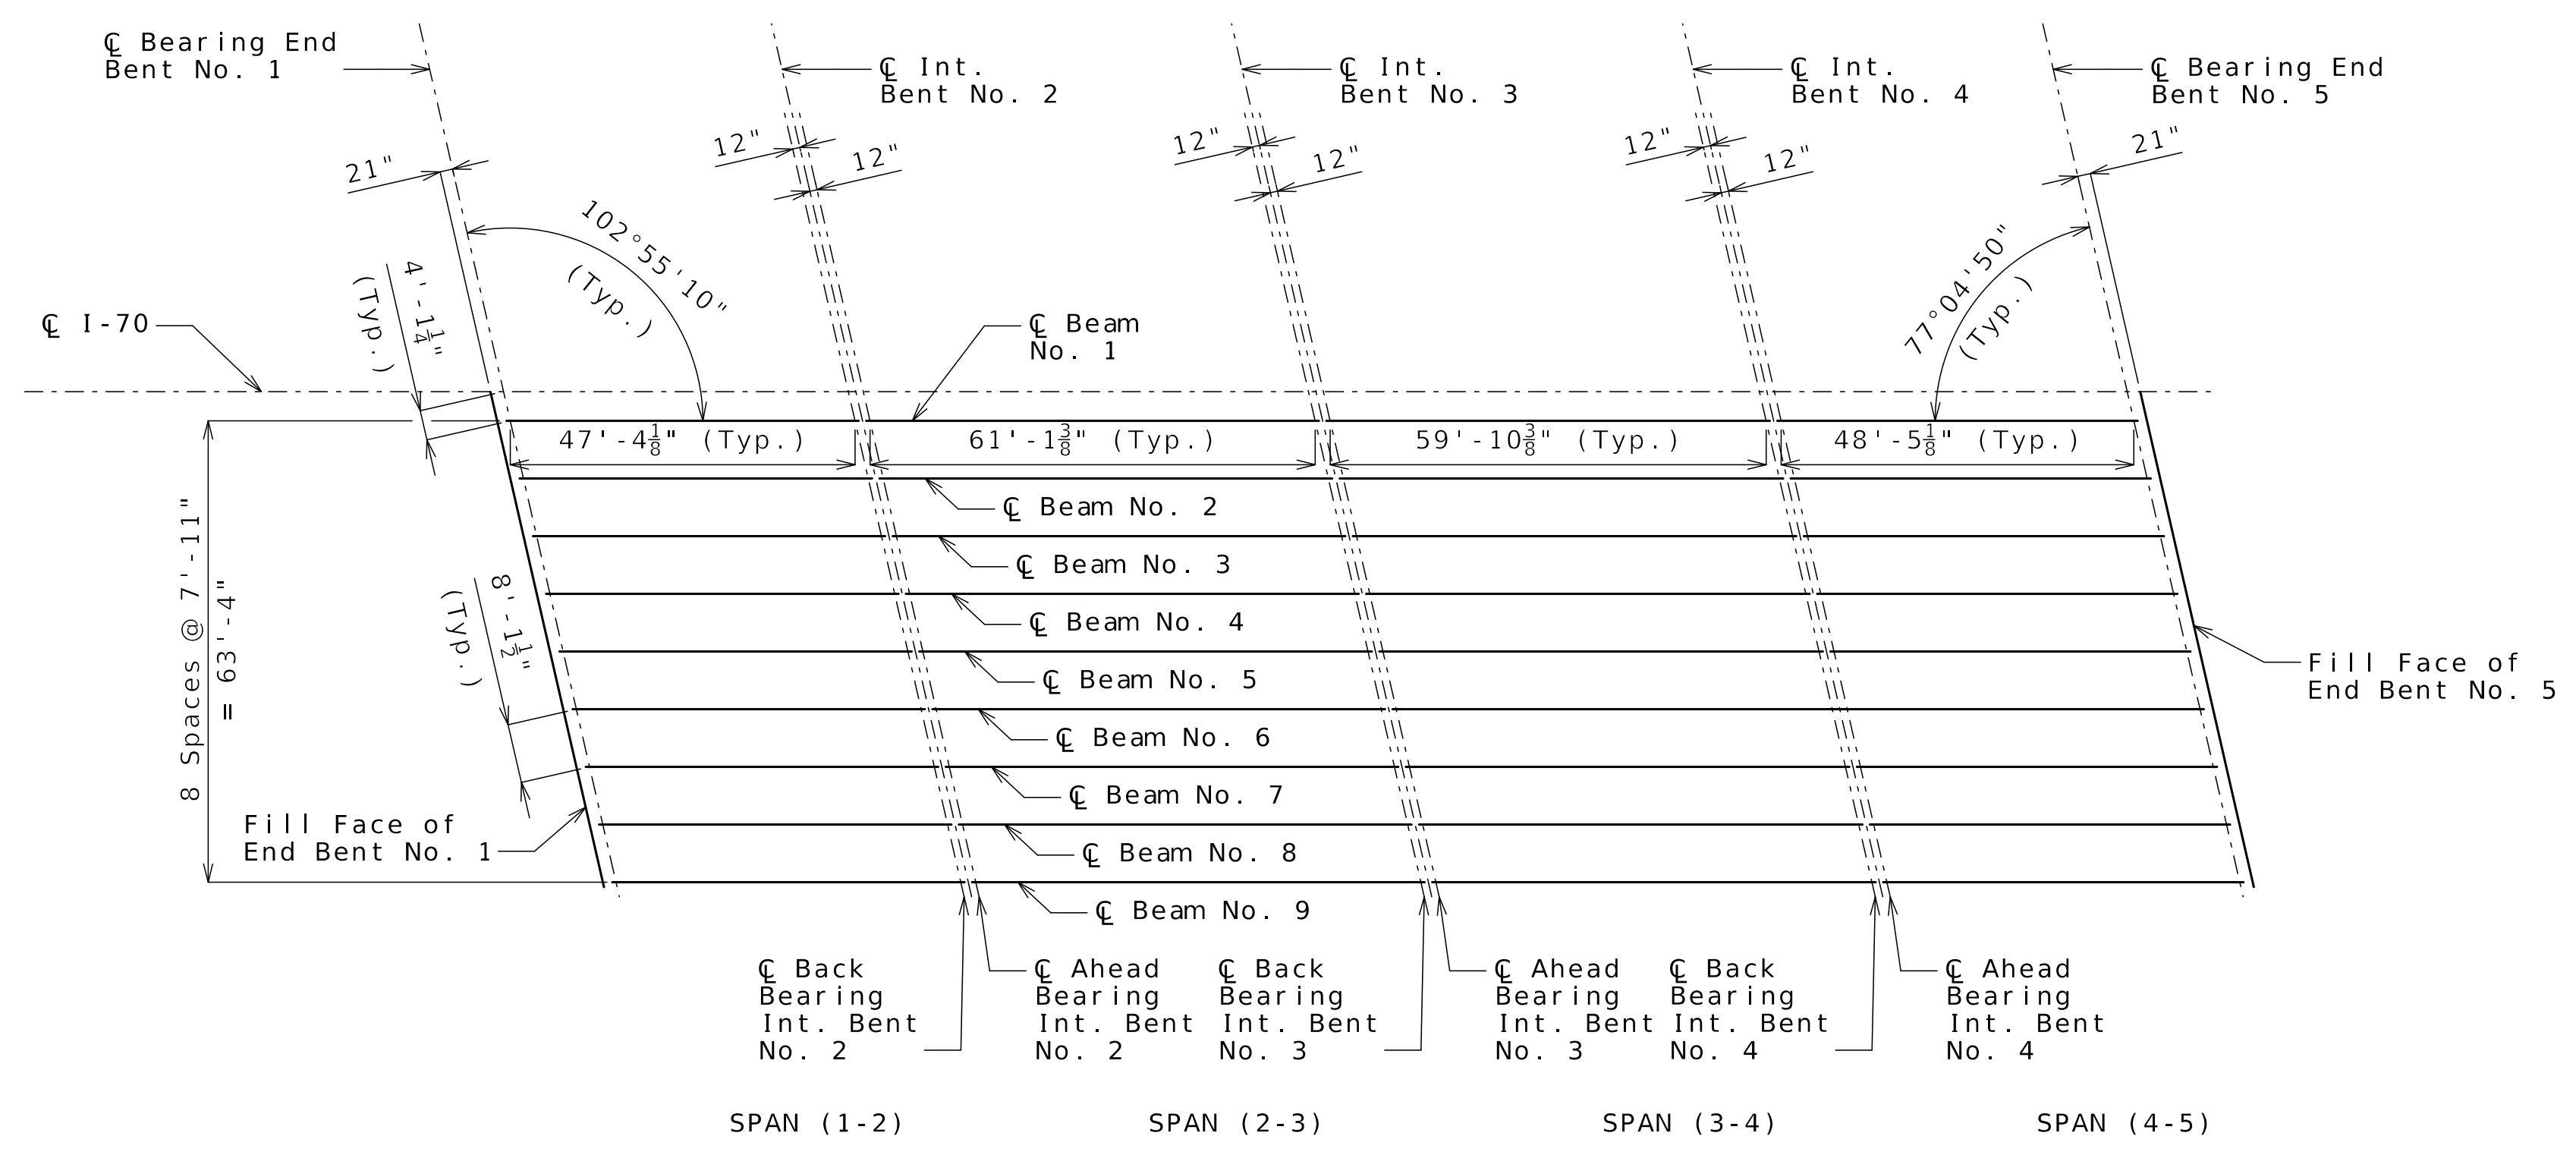 ℄ Bearing End
Bent No. 1
℄ Int.
Bent No. 2
℄ Int.
Bent No. 3
℄ Int.
Bent No. 4
℄ Bearing End
Bent No. 5
21"
12"
12"
12"
12"
12"
12"
21"
102°55'10"
(Typ.)
77°04'50"
(Typ.)
4'-1¼"
(Typ.)
℄ I-70
℄ Beam
No. 1
47'-4⅛" (Typ.)
61'-1⅜" (Typ.)
59'-10⅜" (Typ.)
48'-5⅛" (Typ.)
℄ Beam No. 2
℄ Beam No. 3
℄ Beam No. 4
℄ Beam No. 5
℄ Beam No. 6
℄ Beam No. 7
℄ Beam No. 8
℄ Beam No. 9
8 Spaces @ 7'-11"
= 63'-4"
8'-1½"
(Typ.)
Fill Face of
End Bent No. 1
Fill Face of
End Bent No. 5
℄ Back
Bearing
Int. Bent
No. 2
℄ Ahead
Bearing
Int. Bent
No. 2
℄ Back
Bearing
Int. Bent
No. 3
℄ Ahead
Bearing
Int. Bent
No. 3
℄ Back
Bearing
Int. Bent
No. 4
℄ Ahead
Bearing
Int. Bent
No. 4
SPAN (1-2)
SPAN (2-3)
SPAN (3-4)
SPAN (4-5)